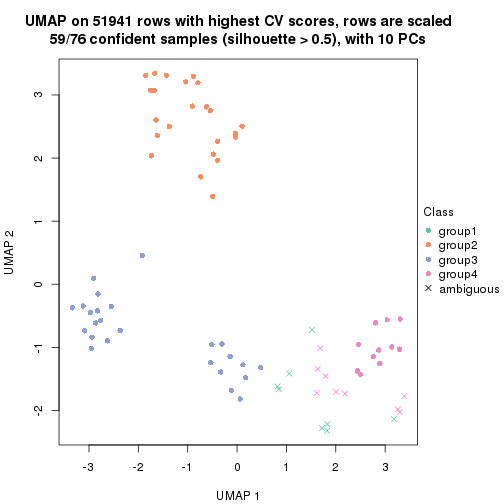 UMAP on 51941 rows with highest CV scores, rows are scaled
59/76 confident samples (silhouette > 0.5), with 10 PCs
UMAP 2
3
2
1
0
-1
-2
-3
-2
-1
0
1
2
3
UMAP 1
Class
group1
group2
group3
group4
ambiguous